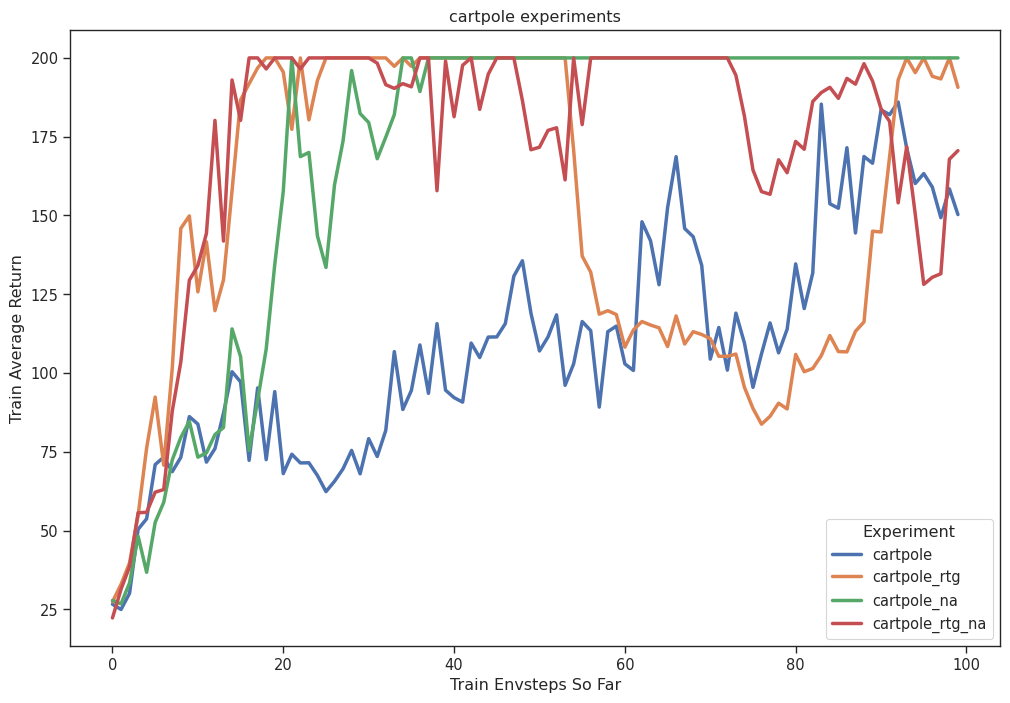 cartpole experiments
Train Average Return
200
175
150
125
100
75
50
25
0
20
40
60
80
100
Train Envsteps So Far
Experiment
cartpole
cartpole_rtg
cartpole_na
cartpole_rtg_na